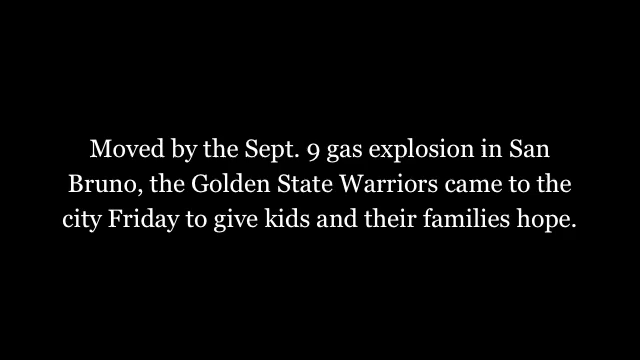 Moved by the Sept. 9 gas explosion in San
Bruno, the Golden State Warriors came to the
city Friday to give kids and their families hope.